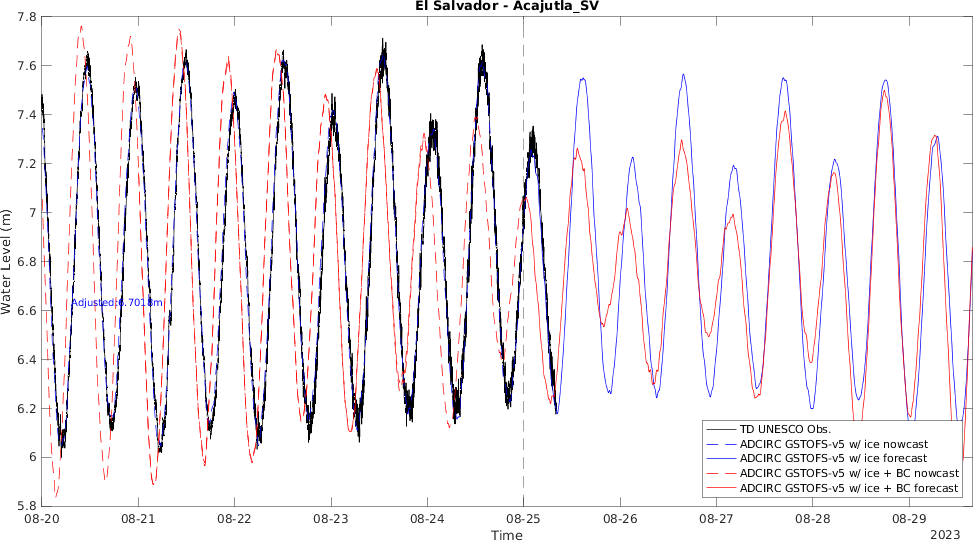 El Salvador - Acajutla_SV
7.8
7.6
7.4
7.2
7
6.8
6.6
6.4
6.2
6
5.8
Water Level (m)
Adjusted:6.7018m
TD UNESCO Obs.
ADCIRC GSTOFS-v5 w/ ice nowcast
ADCIRC GSTOFS-v5 w/ ice forecast
ADCIRC GSTOFS-v5 w/ ice + BC nowcast
ADCIRC GSTOFS-v5 w/ ice + BC forecast
08-20 08-21 08-22 08-23 08-24 08-25 08-26 08-27 08-28 08-29
Time
2023